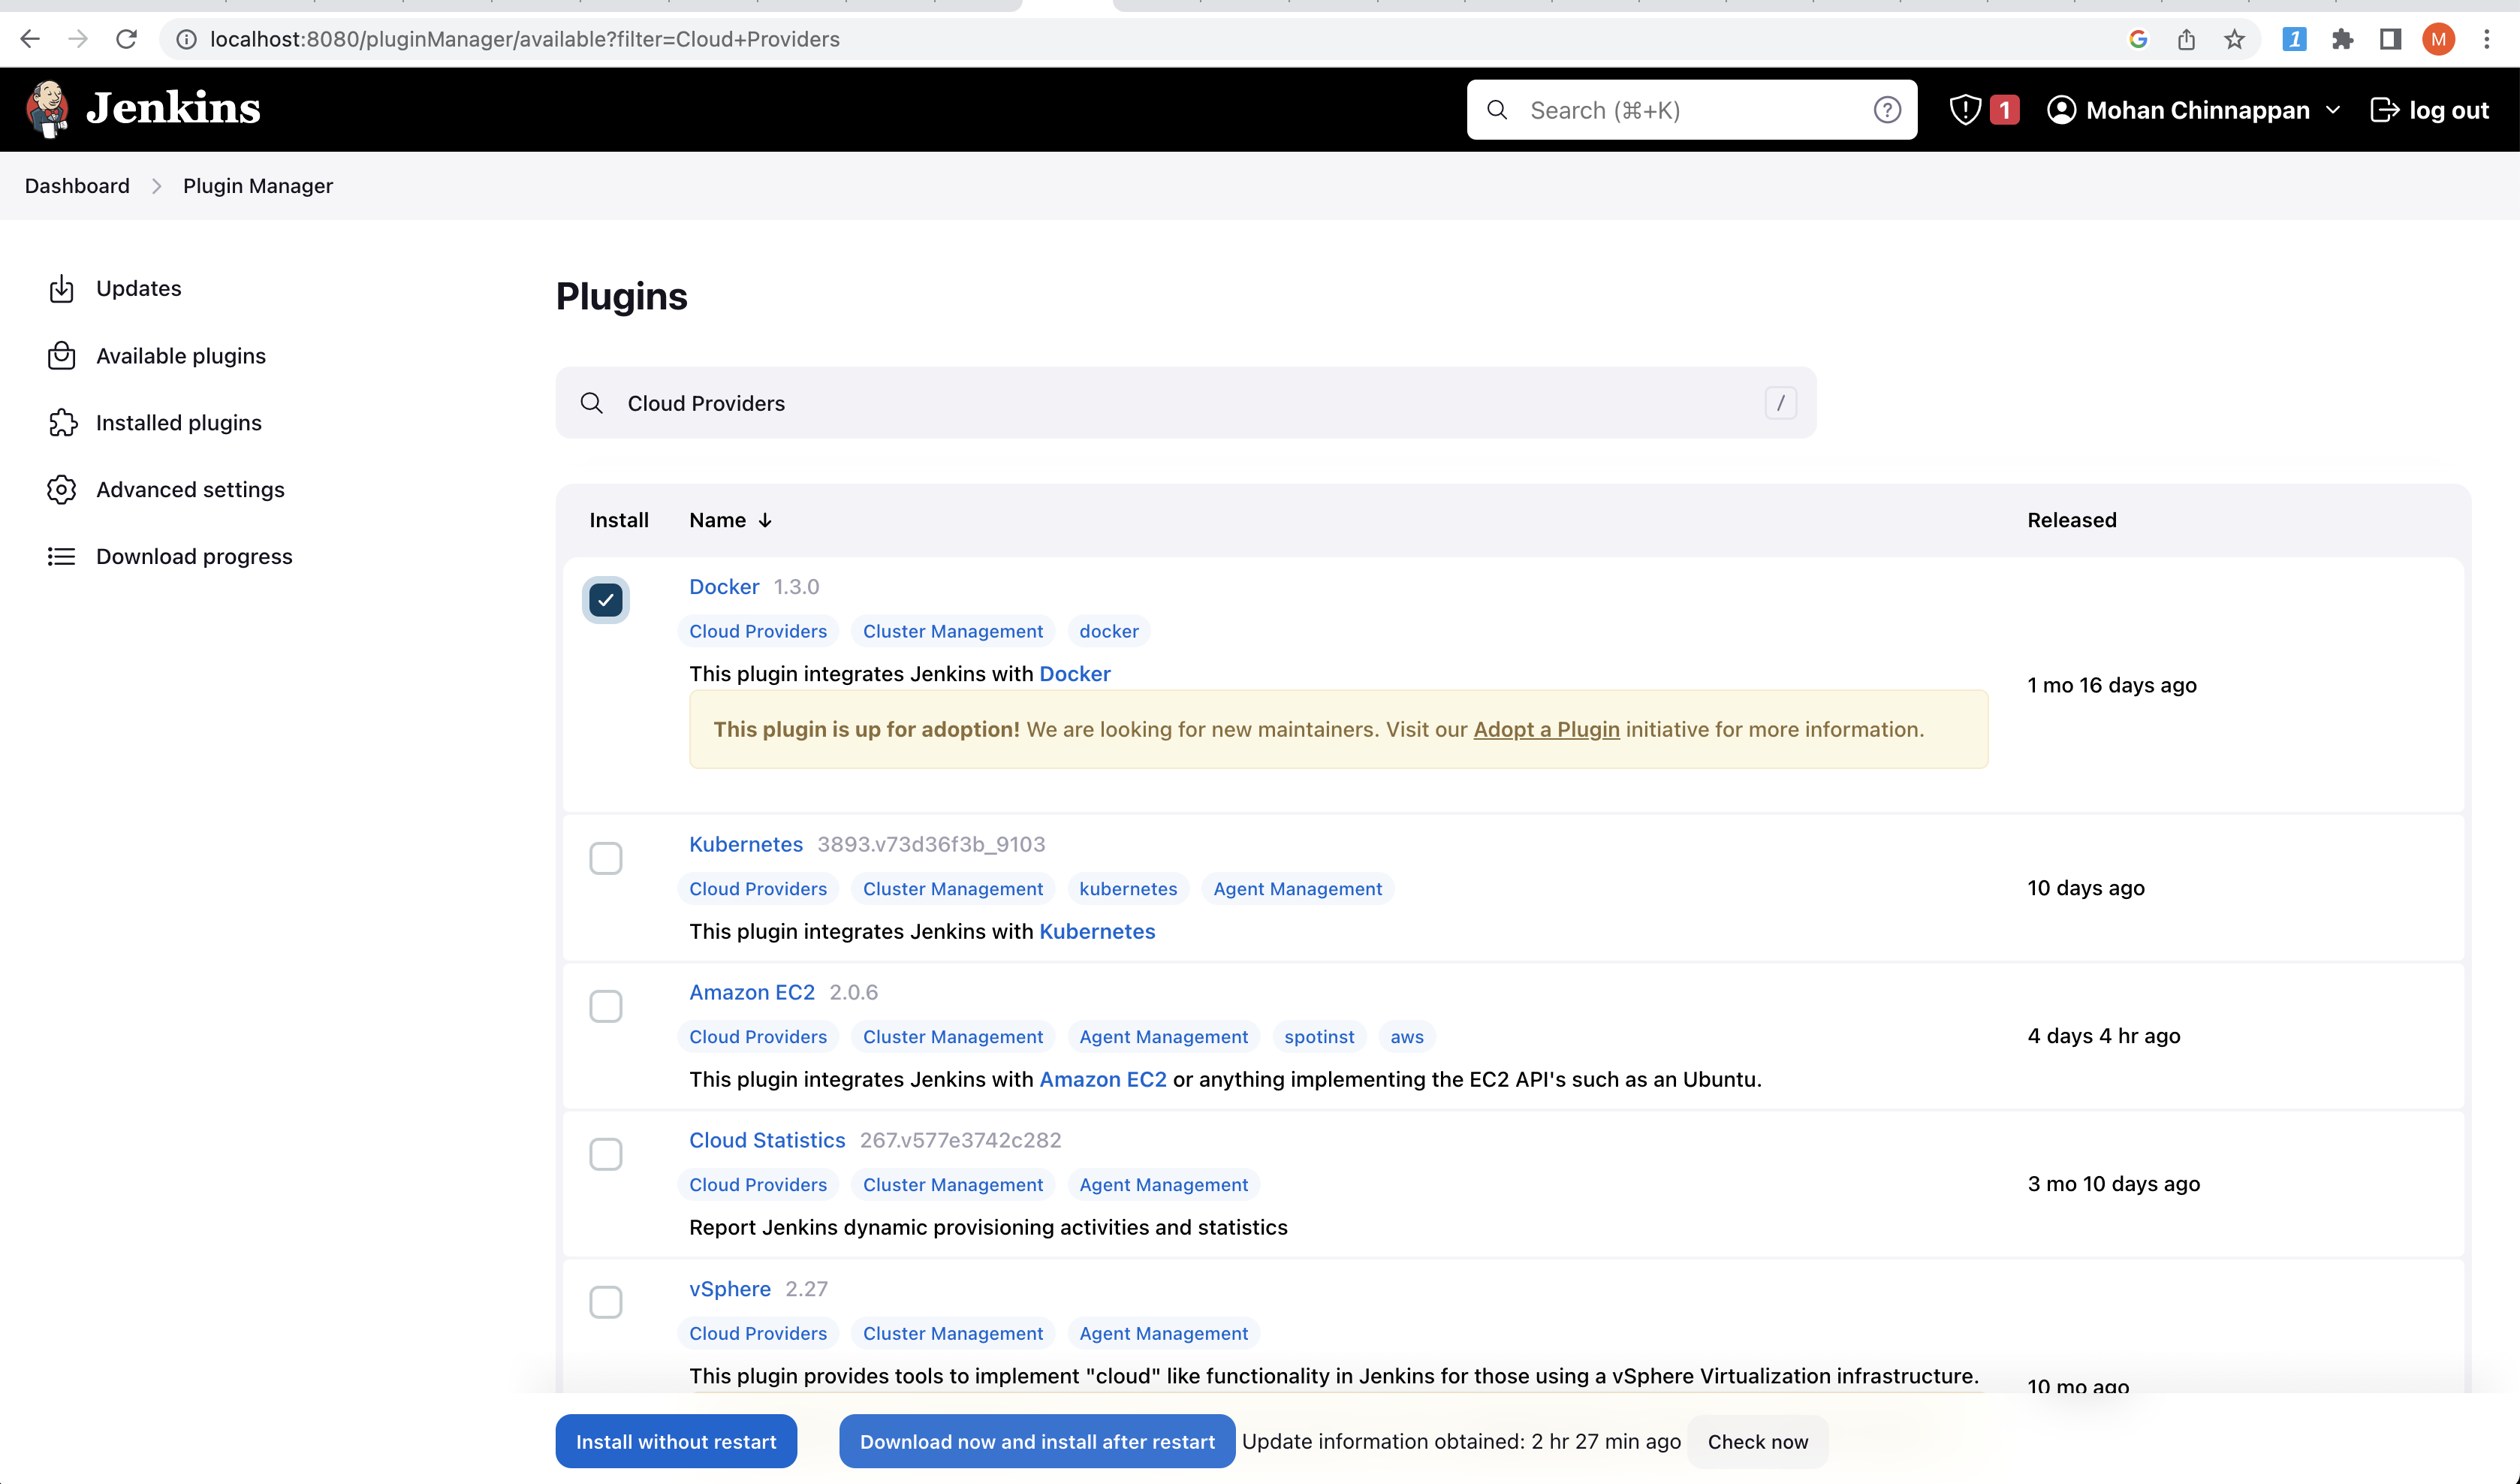 localhost:8080/pluginManager/available?filter=Cloud+Providers
1
M
Jenkins
Search (⌘+K)
?
1
Mohan Chinnappan
log out
Dashboard
Plugin Manager
Updates
Available plugins
Installed plugins
Advanced settings
Download progress
Plugins
Cloud Providers
/
Install Name ↓ Released
Docker 1.3.0
Cloud Providers Cluster Management docker
This plugin integrates Jenkins with Docker
1 mo 16 days ago
This plugin is up for adoption! We are looking for new maintainers. Visit our Adopt a Plugin initiative for more information.
Kubernetes 3893.v73d36f3b_9103
Cloud Providers Cluster Management kubernetes Agent Management
10 days ago
This plugin integrates Jenkins with Kubernetes
Amazon EC2 2.0.6
Cloud Providers Cluster Management Agent Management spotinst aws
4 days 4 hr ago
This plugin integrates Jenkins with Amazon EC2 or anything implementing the EC2 API's such as an Ubuntu.
Cloud Statistics 267.v577e3742c282
Cloud Providers Cluster Management Agent Management
3 mo 10 days ago
Report Jenkins dynamic provisioning activities and statistics
vSphere 2.27
Cloud Providers Cluster Management Agent Management
This plugin provides tools to implement "cloud" like functionality in Jenkins for those using a vSphere Virtualization infrastructure.
10 mo ago
Install without restart
Download now and install after restart
Update information obtained: 2 hr 27 min ago
Check now